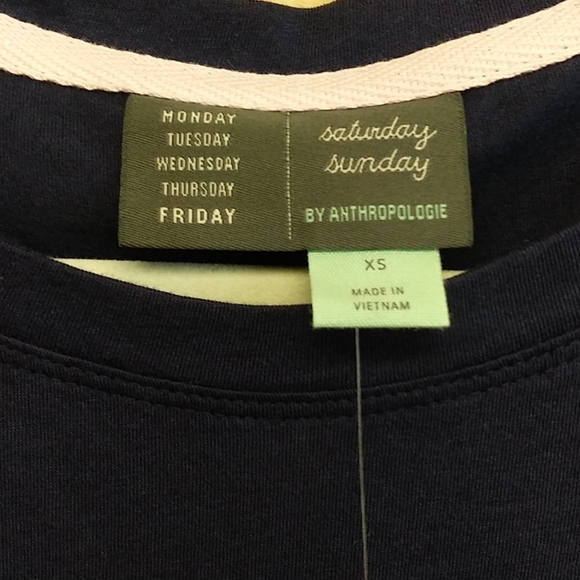 MONDAY
TUESDAY
WEDNESDAY
THURSDAY
FRIDAY
saturday
sunday
BY ANTHROPOLOGIE
XS
MADE IN
VIETNAM